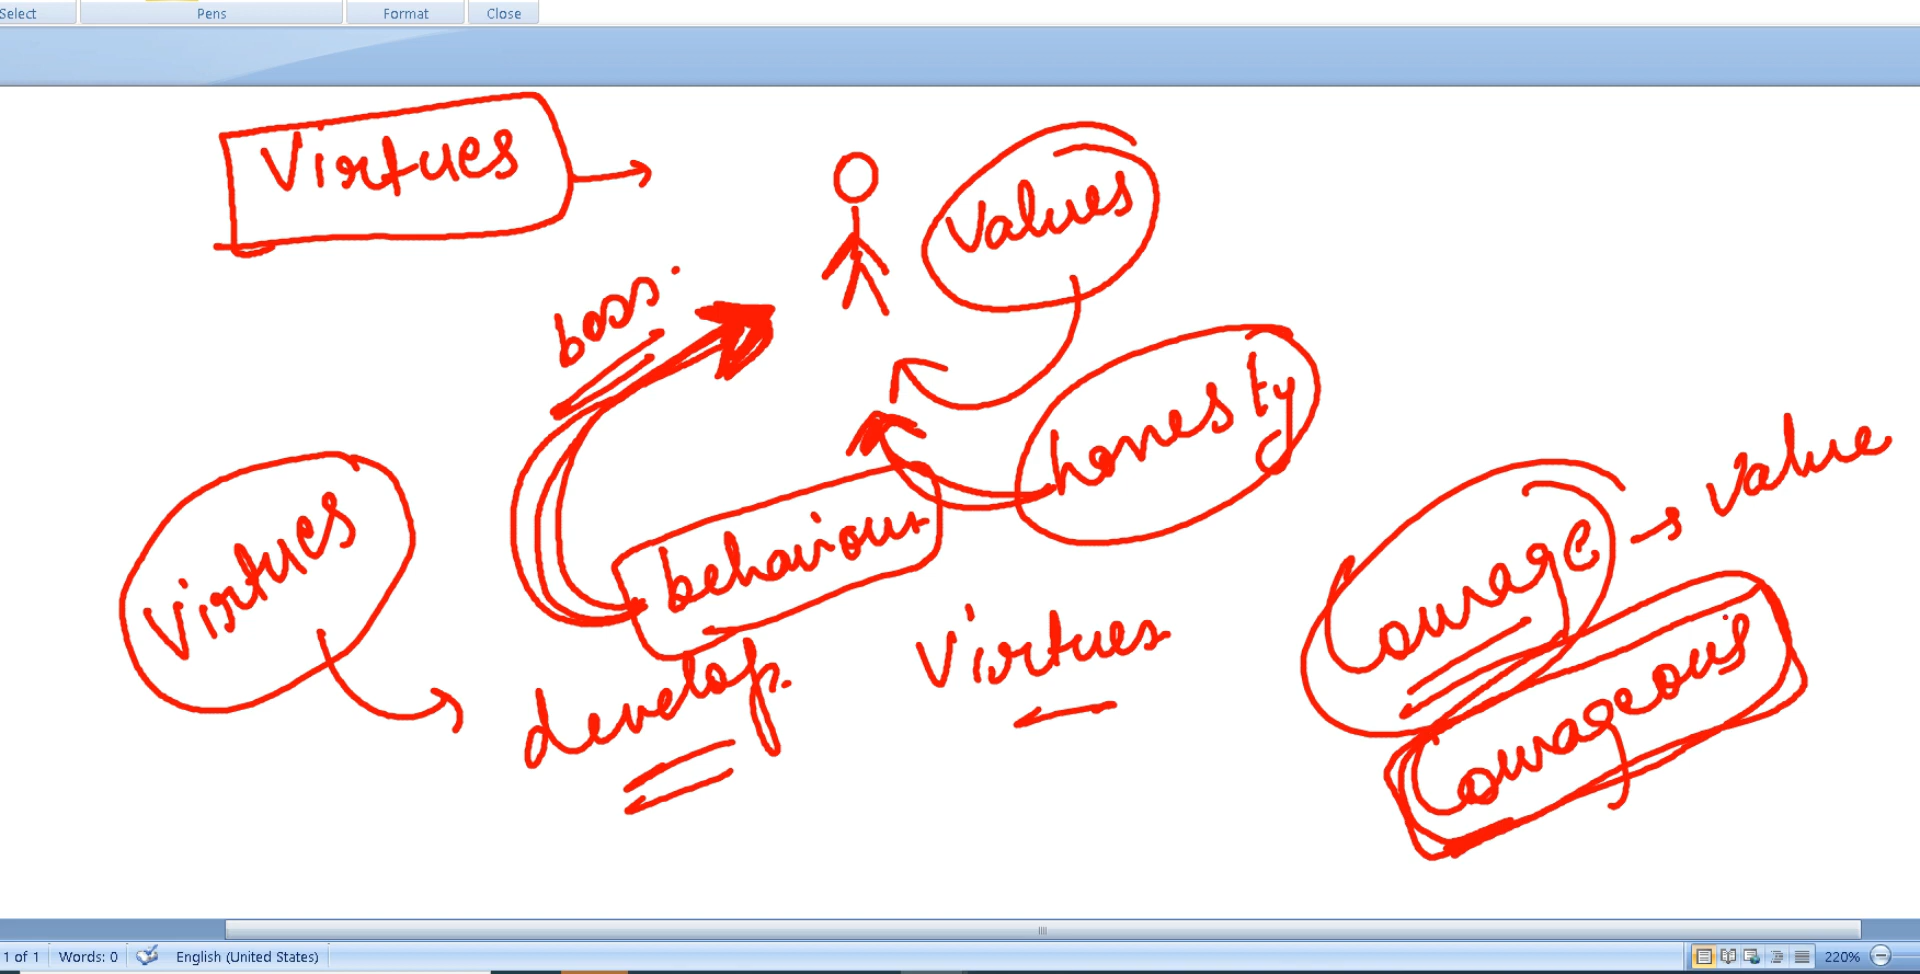 Select Pens Format Close
Virtues
Values
boss.
honesty
Virtues
behaviour
Courage → Value
develop.
Virtues
Courageous
1 of 1 Words: 0 English (United States) 220%